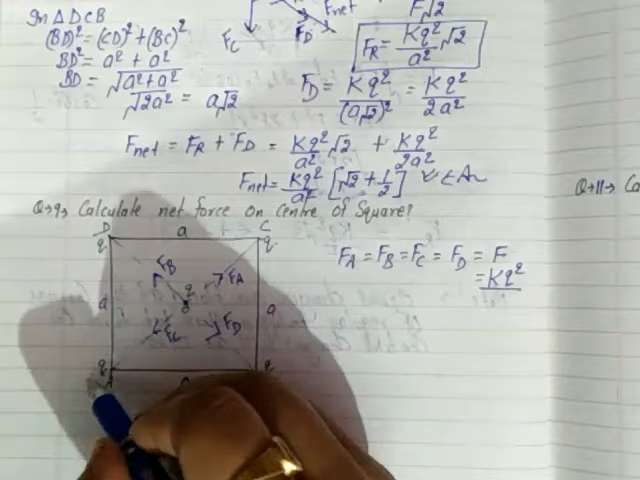 In Δ DCB
(BD)² = (CD)² + (BC)²
BD² = a² + a²
BD = √a² + a²
√2a² = a√2
Fnet
FC
FD
F√2
FR = Kq²/a² √2
FD = Kq²/(a√2)² = Kq²/2a²
Fnet = FR + FD = Kq²/a² √2 + Kq²/2a²
Fnet = Kq²/a² [√2 + 1/2]
Q→9→ Calculate net force on Centre of Square?
Q→11→ Ca
D a C
q q
FB FA
a q a
FC FD
q q
FA = FB = FC = FD = F
= Kq²